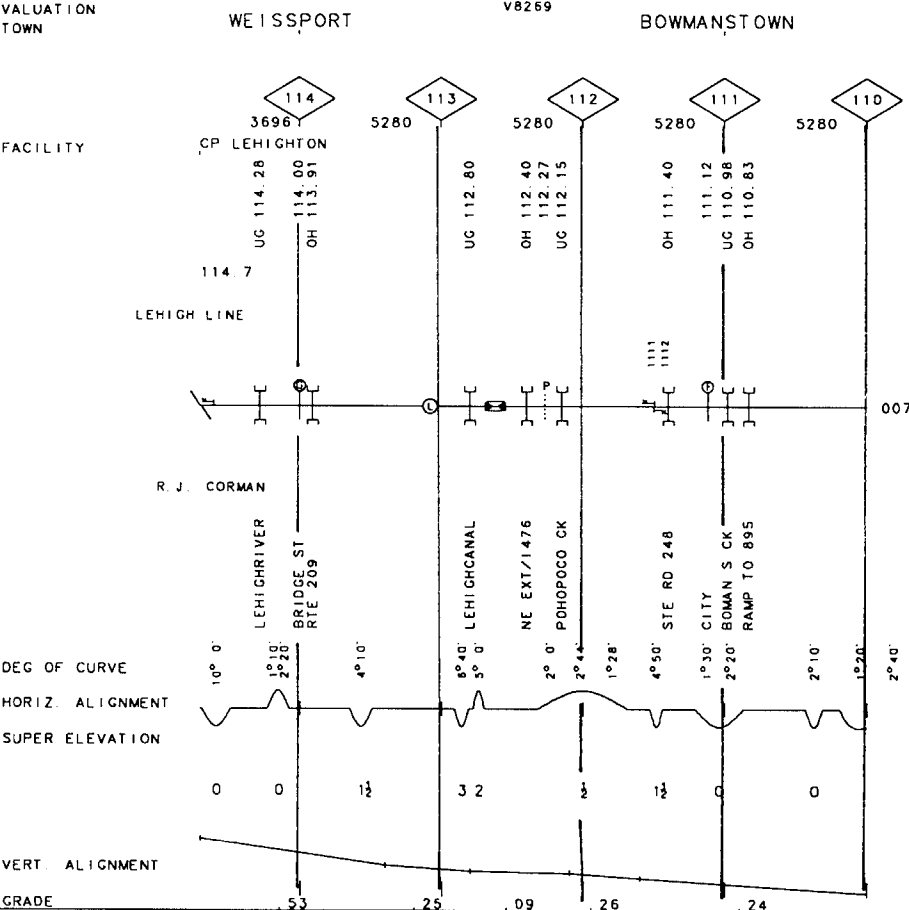 VALUATION V8269
TOWN WEISSPORT BOWMANSTOWN
114 113 112 111 110
3696 5280 5280 5280 5280
FACILITY CP LEHIGHTON
UG 114.28
114.00
OH 113.91
UG 112.80
OH 112.40
112.27
UG 112.15
OH 111.40
111.12
UG 110.98
OH 110.83
114.7
LEHIGH LINE
1111
1112
P
L
007
R.J. CORMAN
LEHIGHRIVER
BRIDGE ST
RTE 209
LEHIGHCANAL
NE EXT/1476
POHOPOCO CK
STE RD 248
CITY
BOMAN S CK
RAMP TO 895
DEG OF CURVE 10° 0' 1°10' 2°20' 4°10' 5° 0' 2° 0' 2°44' 1°28' 4°50' 1°30' 2°20' 2°10' 1°20' 2°40'
HORIZ. ALIGNMENT
SUPER ELEVATION
0 0 1½ 3 2 ½ 1½ 0 0
VERT. ALIGNMENT
GRADE .53 .25 .09 .26 .24